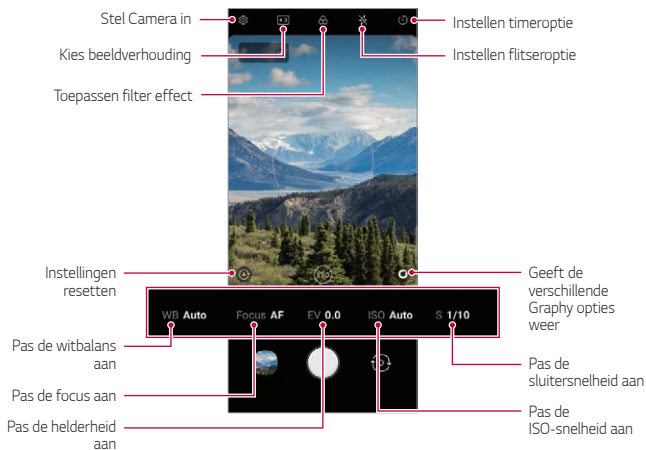 Stel Camera in
Kies beeldverhouding
Toepassen filter effect
Instellen timeroptie
Instellen flitseroptie
4:3
Instellingen
resetten
Geeft de
verschillende
Graphy opties
weer
WB Auto
Focus AF
EV 0.0
ISO Auto
S 1/10
Pas de witbalans
aan
Pas de focus aan
Pas de helderheid
aan
Pas de
sluitersnelheid aan
Pas de
ISO-snelheid aan